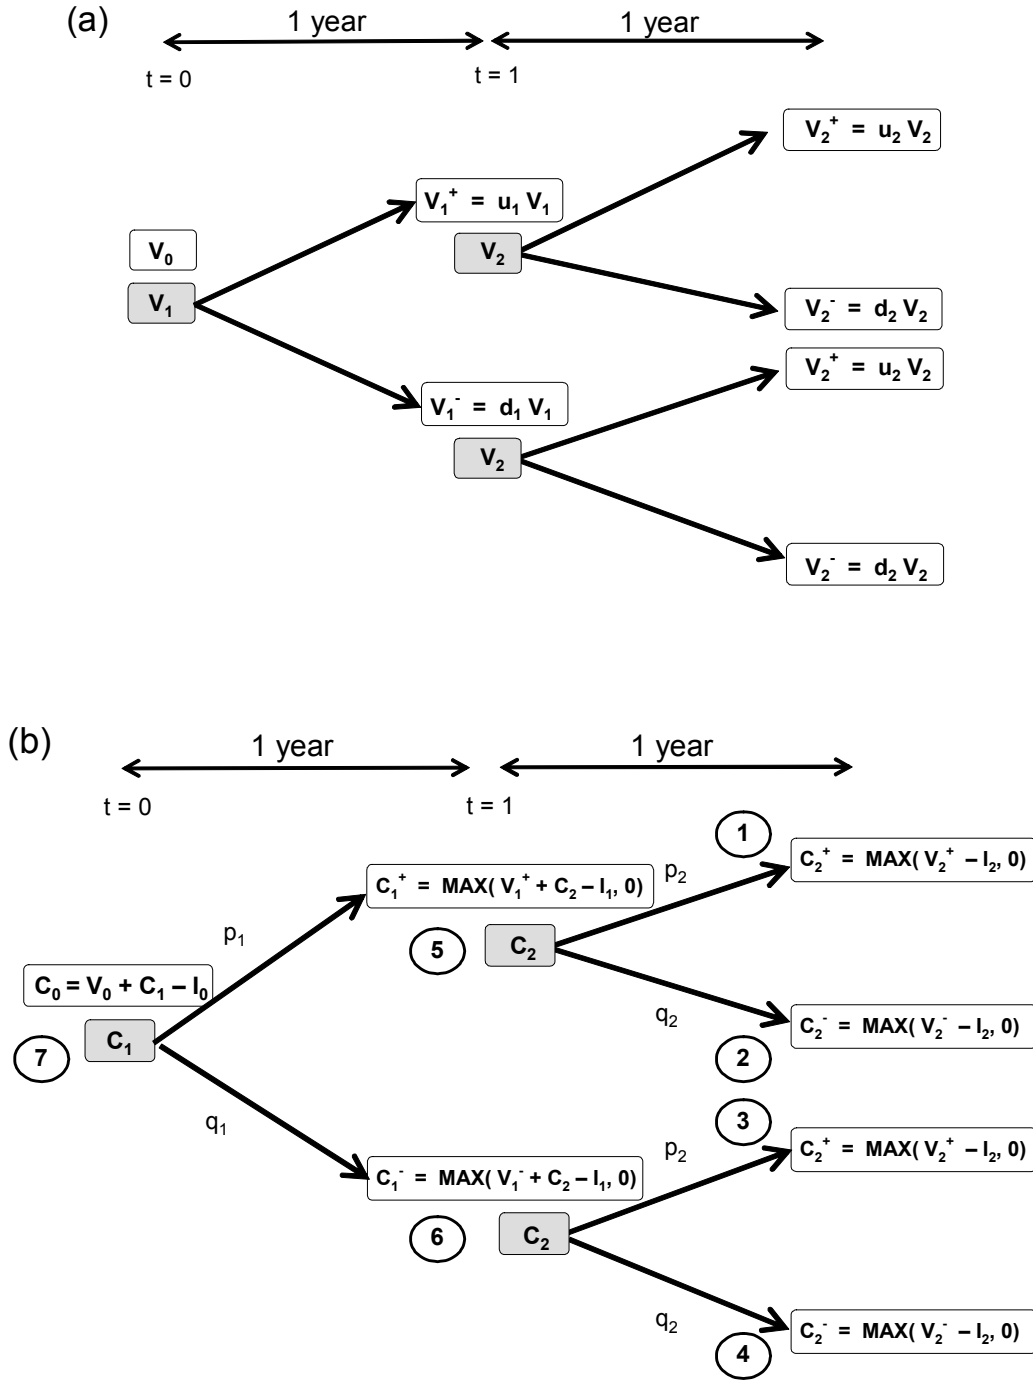 (a)
1 year 1 year
t = 0 t = 1
V₂⁺ = u₂ V₂
V₁⁺ = u₁ V₁
V₀ V₂
V₁ V₂⁻ = d₂ V₂
V₂⁺ = u₂ V₂
V₁⁻ = d₁ V₁
V₂
V₂⁻ = d₂ V₂
(b)
1 year 1 year
t = 0 t = 1
1
C₂⁺ = MAX( V₂⁺ – I₂, 0)
p₂
C₁⁺ = MAX( V₁⁺ + C₂ – I₁, 0)
p₁ 5 C₂
C₀ = V₀ + C₁ – I₀
q₂ C₂⁻ = MAX( V₂⁻ – I₂, 0)
7 C₁ 2
3
q₁ p₂ C₂⁺ = MAX( V₂⁺ – I₂, 0)
C₁⁻ = MAX( V₁⁻ + C₂ – I₁, 0)
6 C₂
q₂ C₂⁻ = MAX( V₂⁻ – I₂, 0)
4